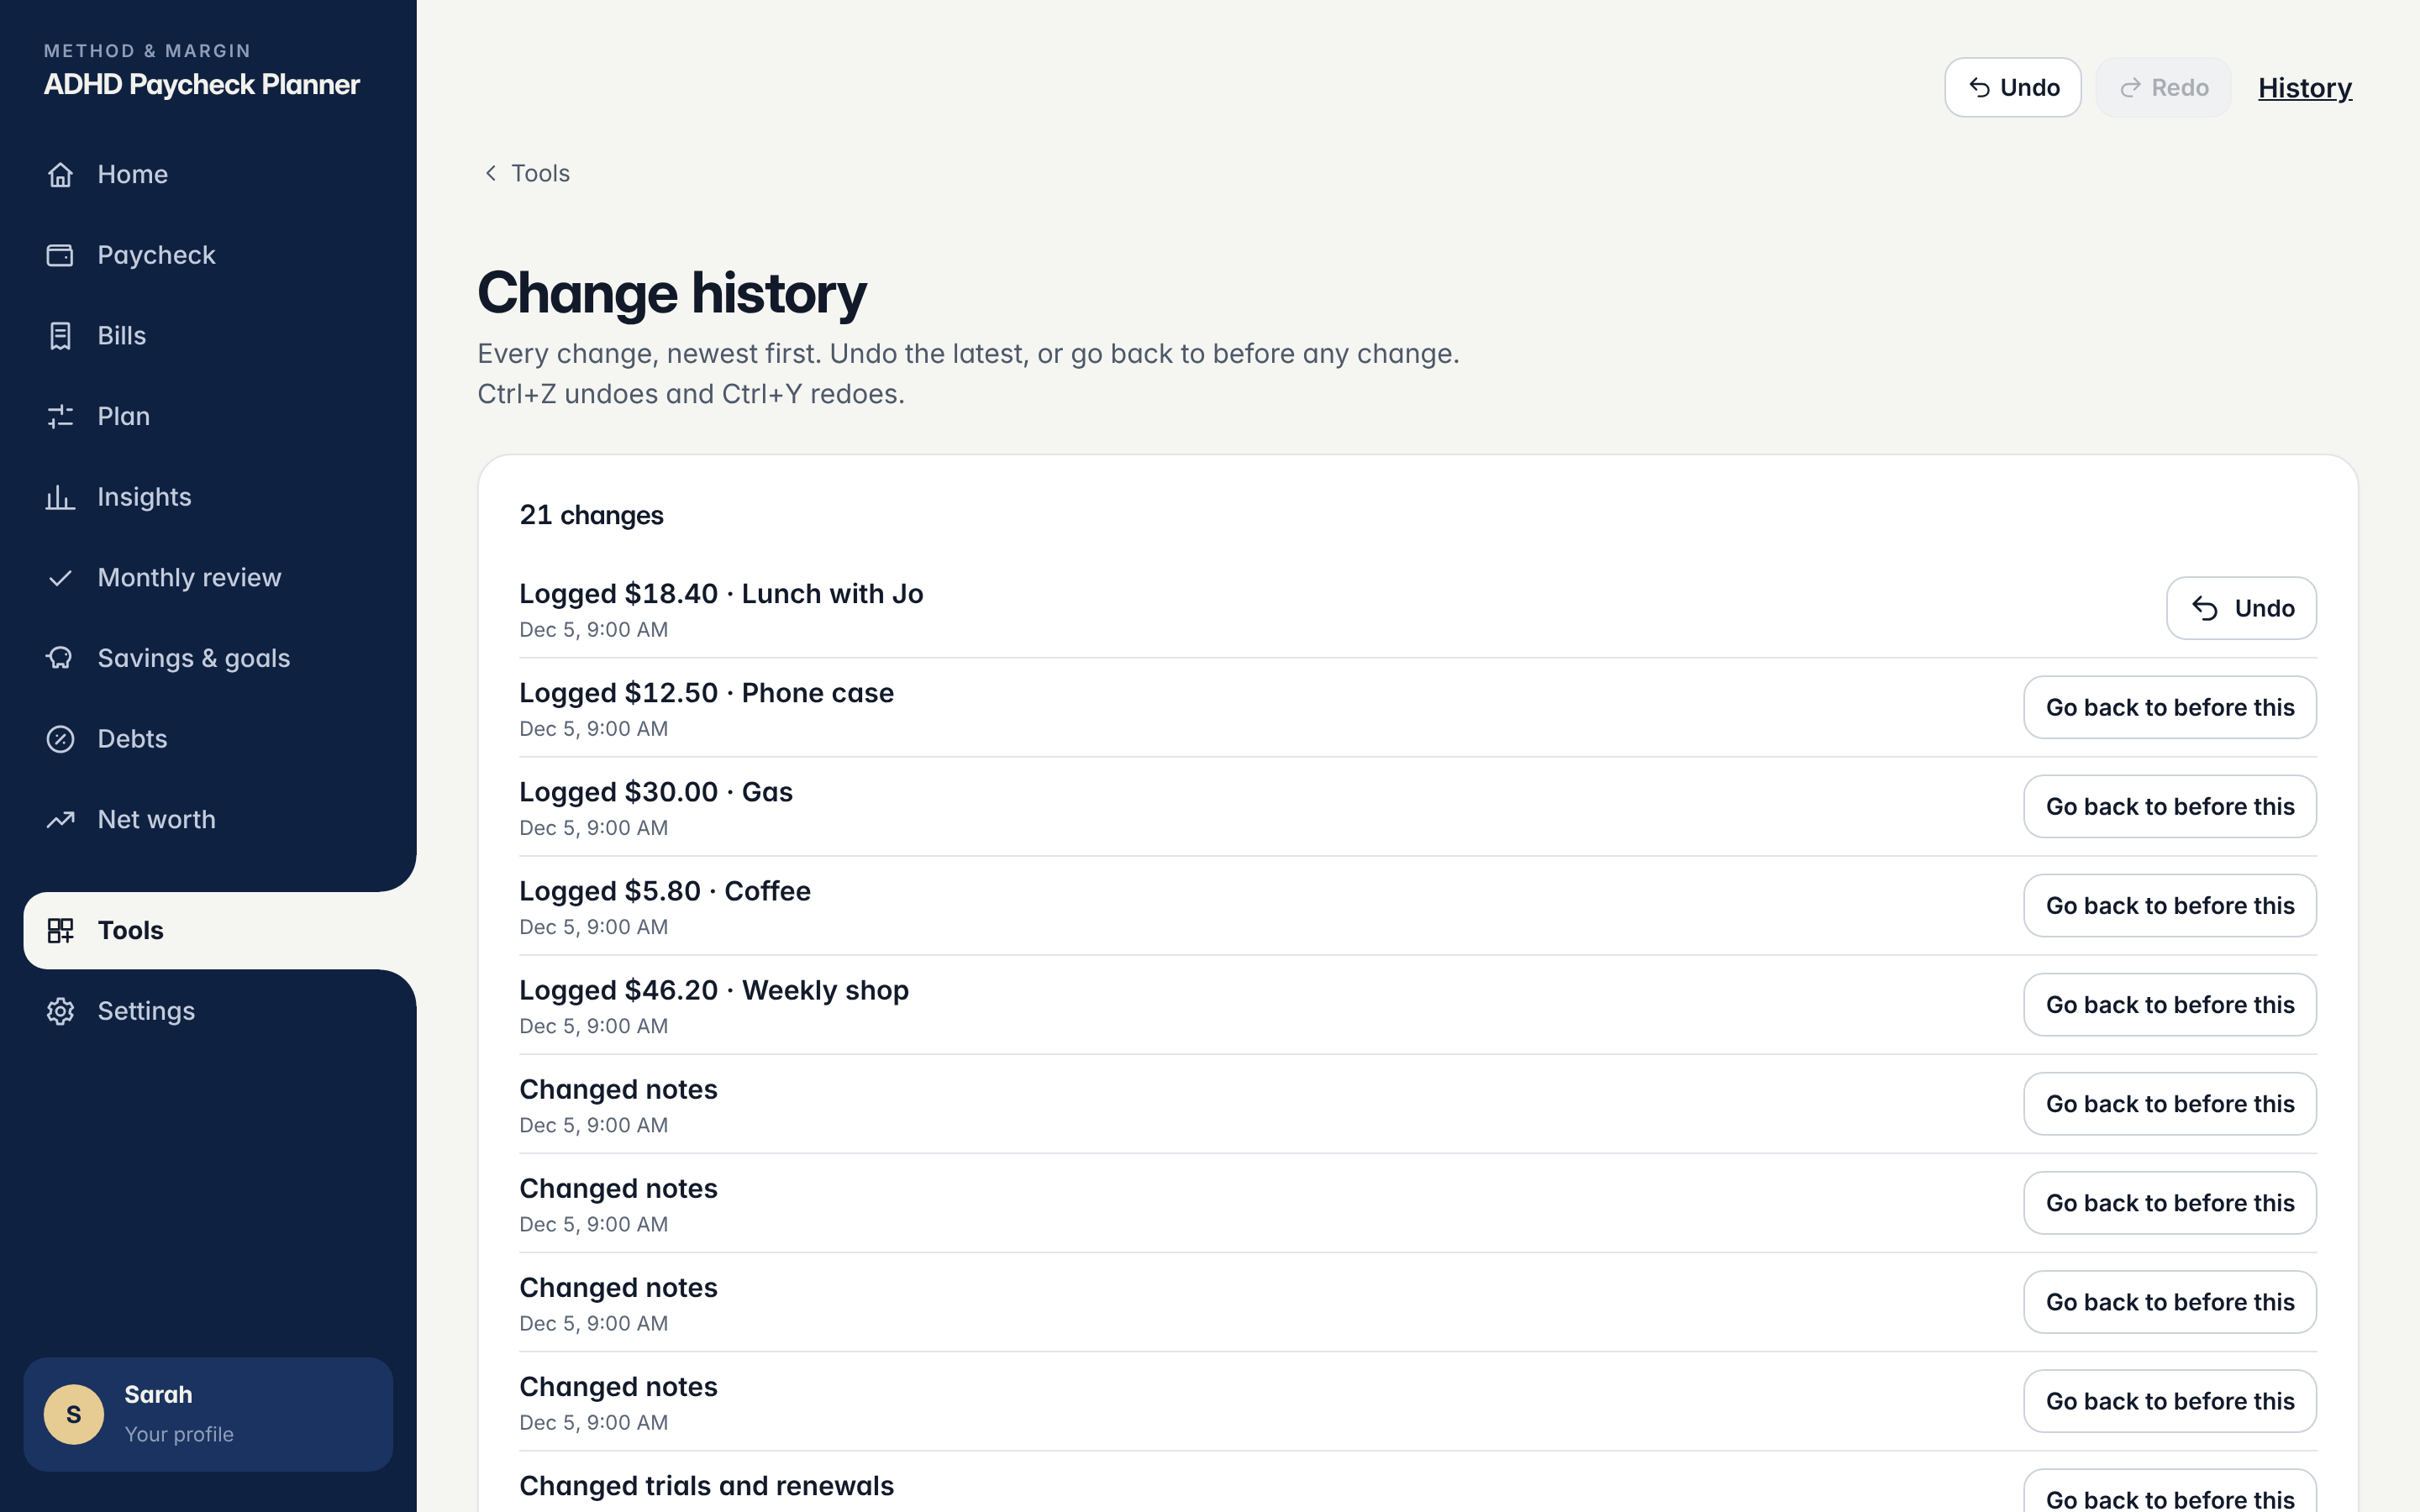 METHOD & MARGIN
ADHD Paycheck Planner
Home
Paycheck
Bills
Plan
Insights
Monthly review
Savings & goals
Debts
Net worth
Tools
Settings
S
Sarah
Your profile
Undo
Redo
History
Tools
Change history
Every change, newest first. Undo the latest, or go back to before any change.
Ctrl+Z undoes and Ctrl+Y redoes.
21 changes
Logged $18.40 · Lunch with Jo
Dec 5, 9:00 AM
Undo
Logged $12.50 · Phone case
Dec 5, 9:00 AM
Go back to before this
Logged $30.00 · Gas
Dec 5, 9:00 AM
Go back to before this
Logged $5.80 · Coffee
Dec 5, 9:00 AM
Go back to before this
Logged $46.20 · Weekly shop
Dec 5, 9:00 AM
Go back to before this
Changed notes
Dec 5, 9:00 AM
Go back to before this
Changed notes
Dec 5, 9:00 AM
Go back to before this
Changed notes
Dec 5, 9:00 AM
Go back to before this
Changed notes
Dec 5, 9:00 AM
Go back to before this
Changed trials and renewals
Go back to before this